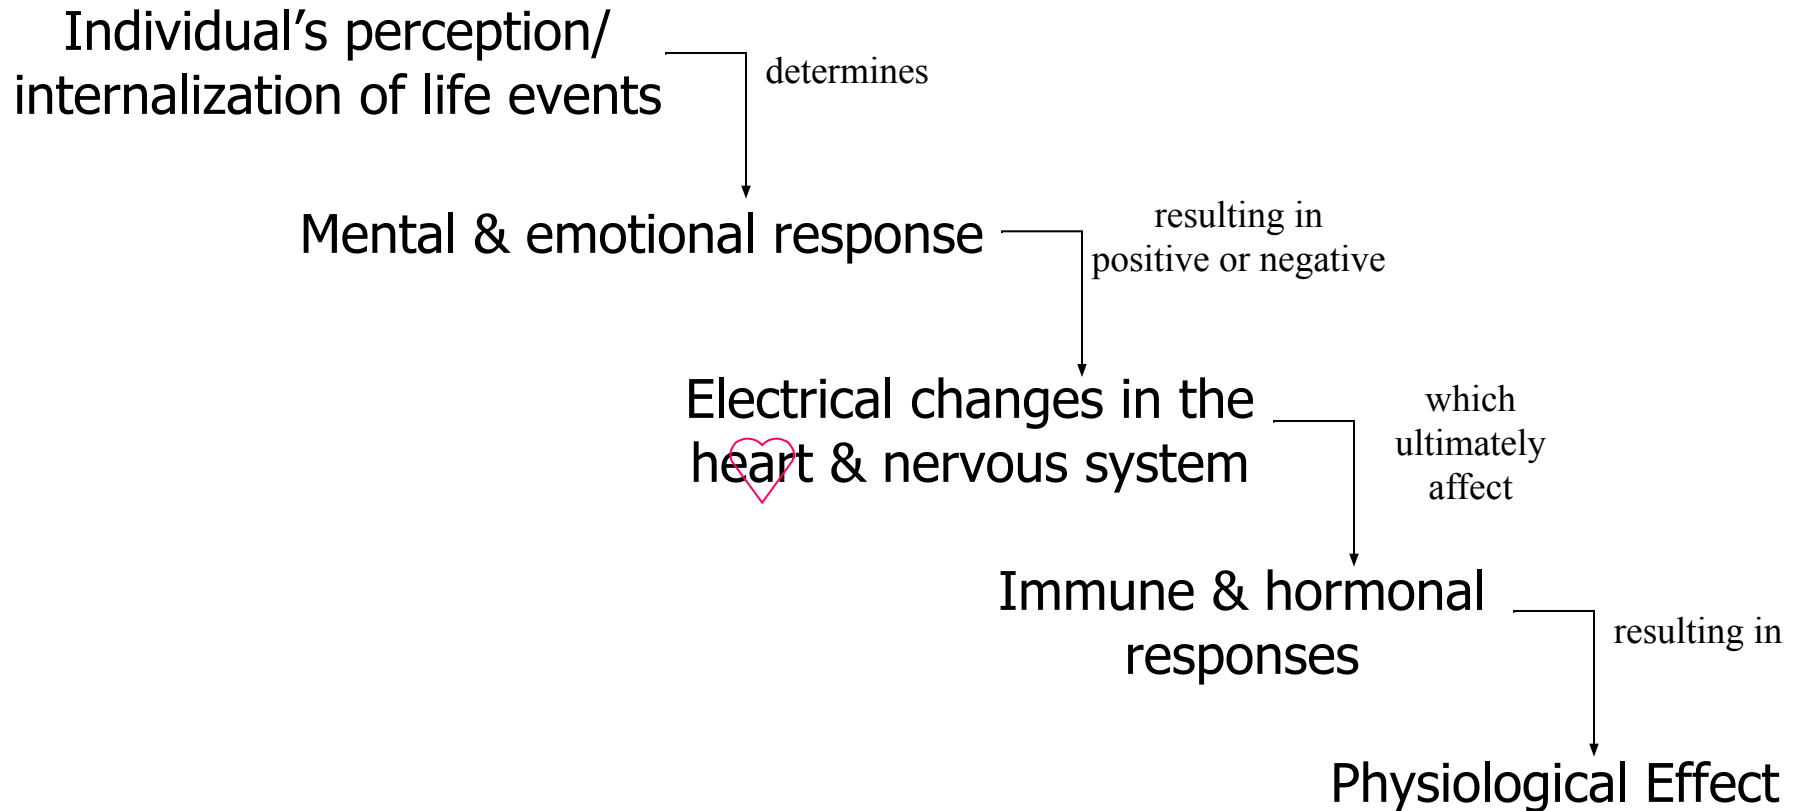 Individual’s perception/
internalization of life events
determines
Mental & emotional response
resulting in
positive or negative
Electrical changes in the
heart & nervous system
which
ultimately
affect
Immune & hormonal
responses
resulting in
Physiological Effect